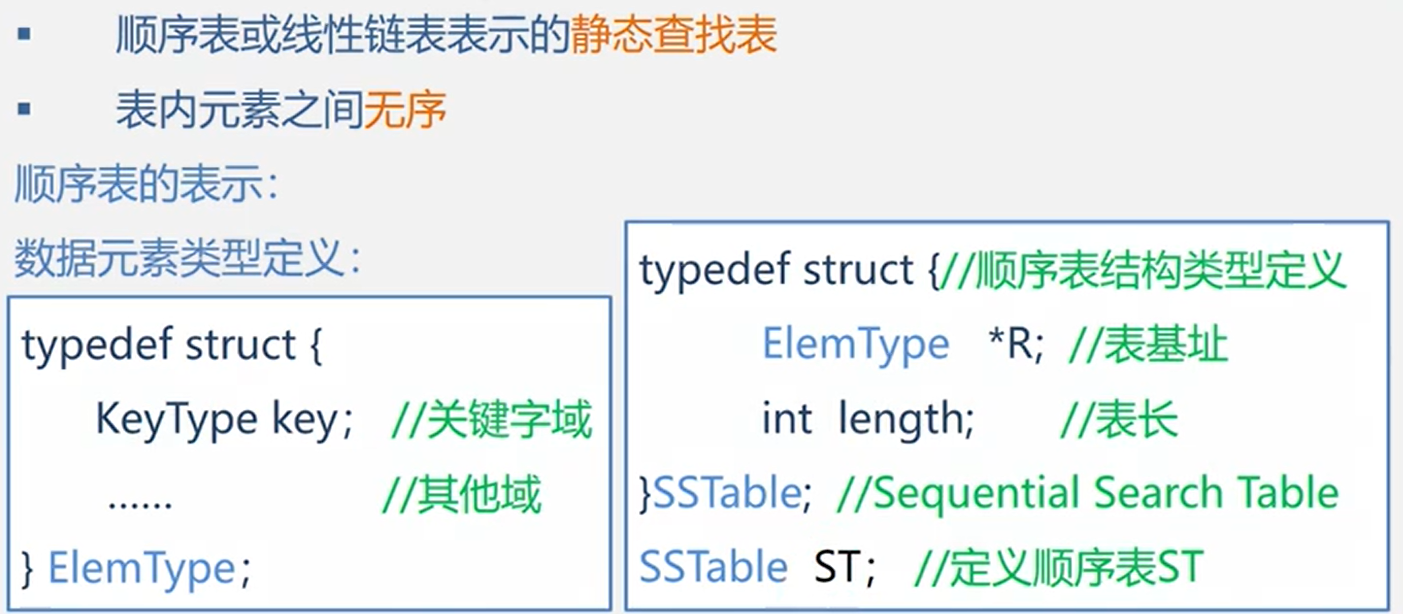 ▪ 顺序表或线性链表表示的静态查找表
▪ 表内元素之间无序
顺序表的表示：
数据元素类型定义：
typedef struct {
KeyType key; //关键字域
...... //其他域
} ElemType;
typedef struct {//顺序表结构类型定义
ElemType *R; //表基址
int length; //表长
}SSTable; //Sequential Search Table
SSTable ST; //定义顺序表ST